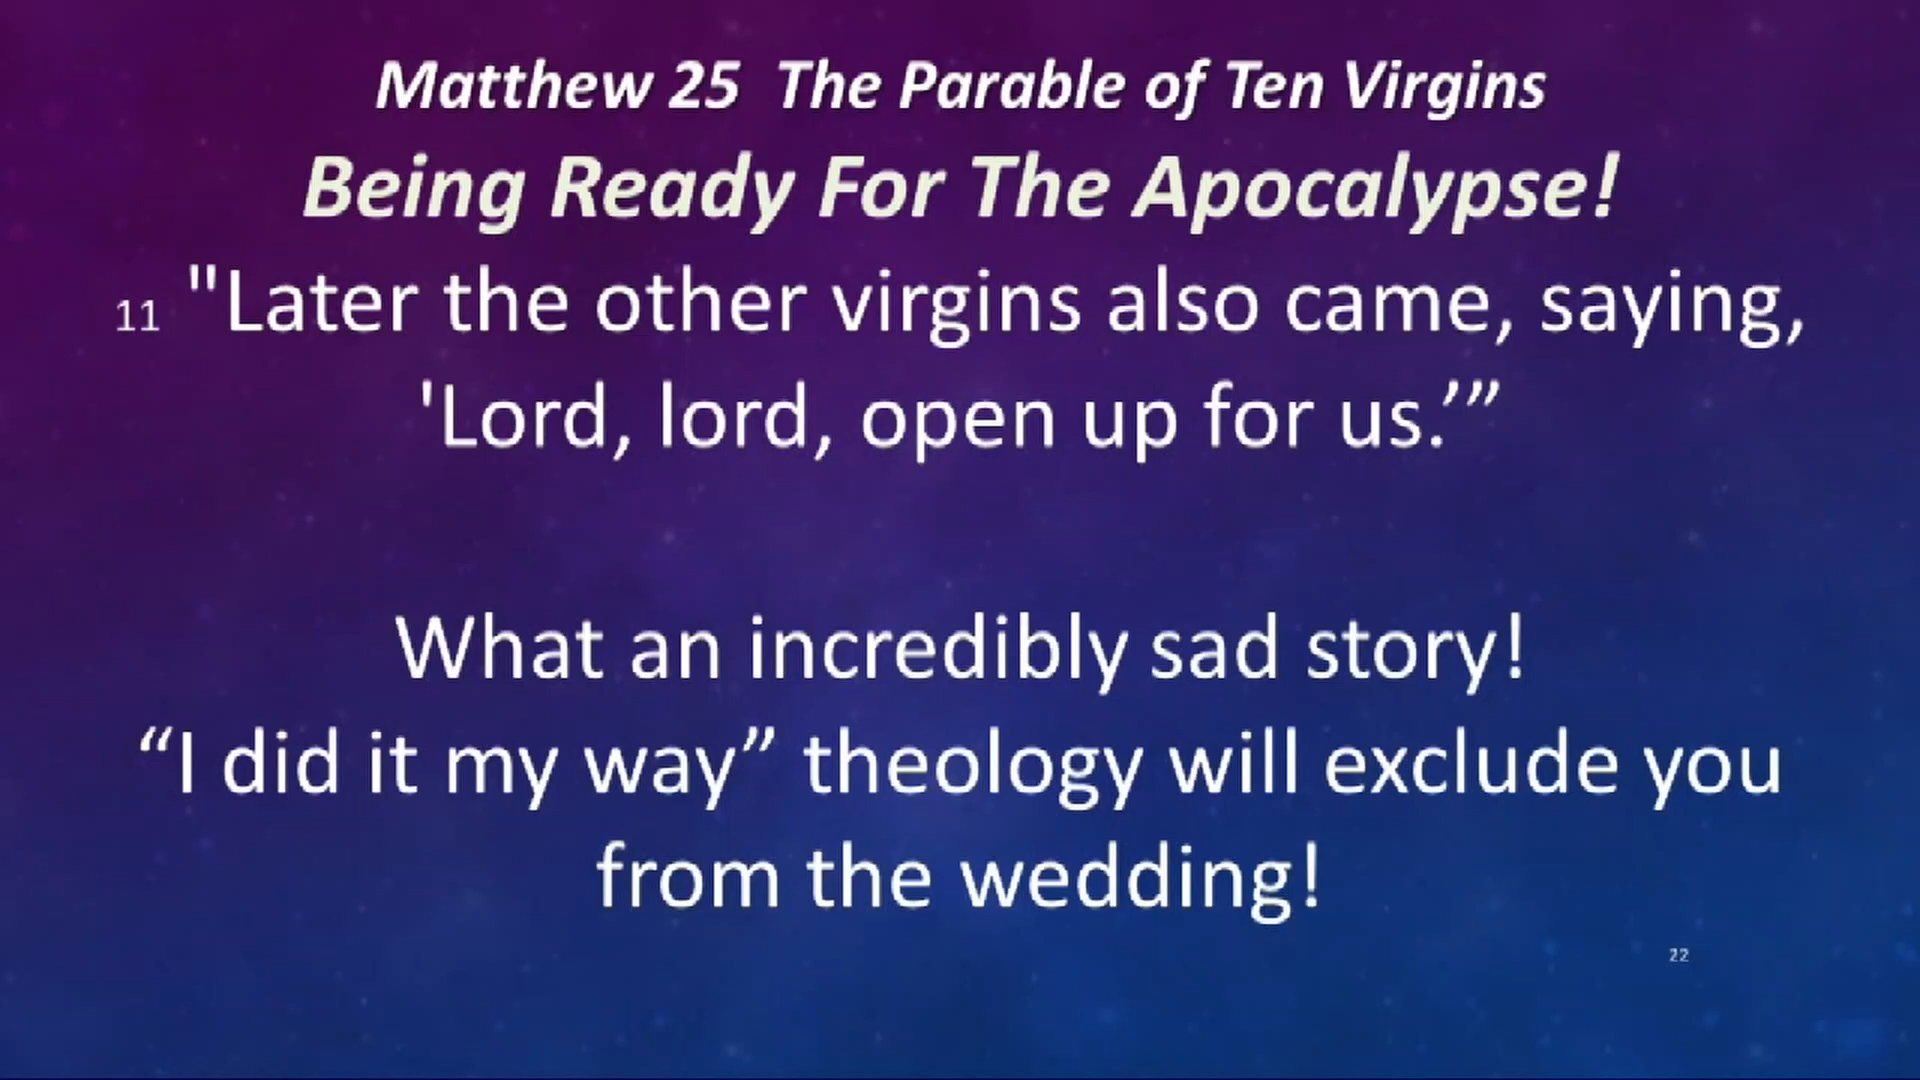 Matthew 25  The Parable of Ten Virgins
Being Ready For The Apocalypse!
11 "Later the other virgins also came, saying,
'Lord, lord, open up for us.’”
What an incredibly sad story!
“I did it my way” theology will exclude you
from the wedding!
22